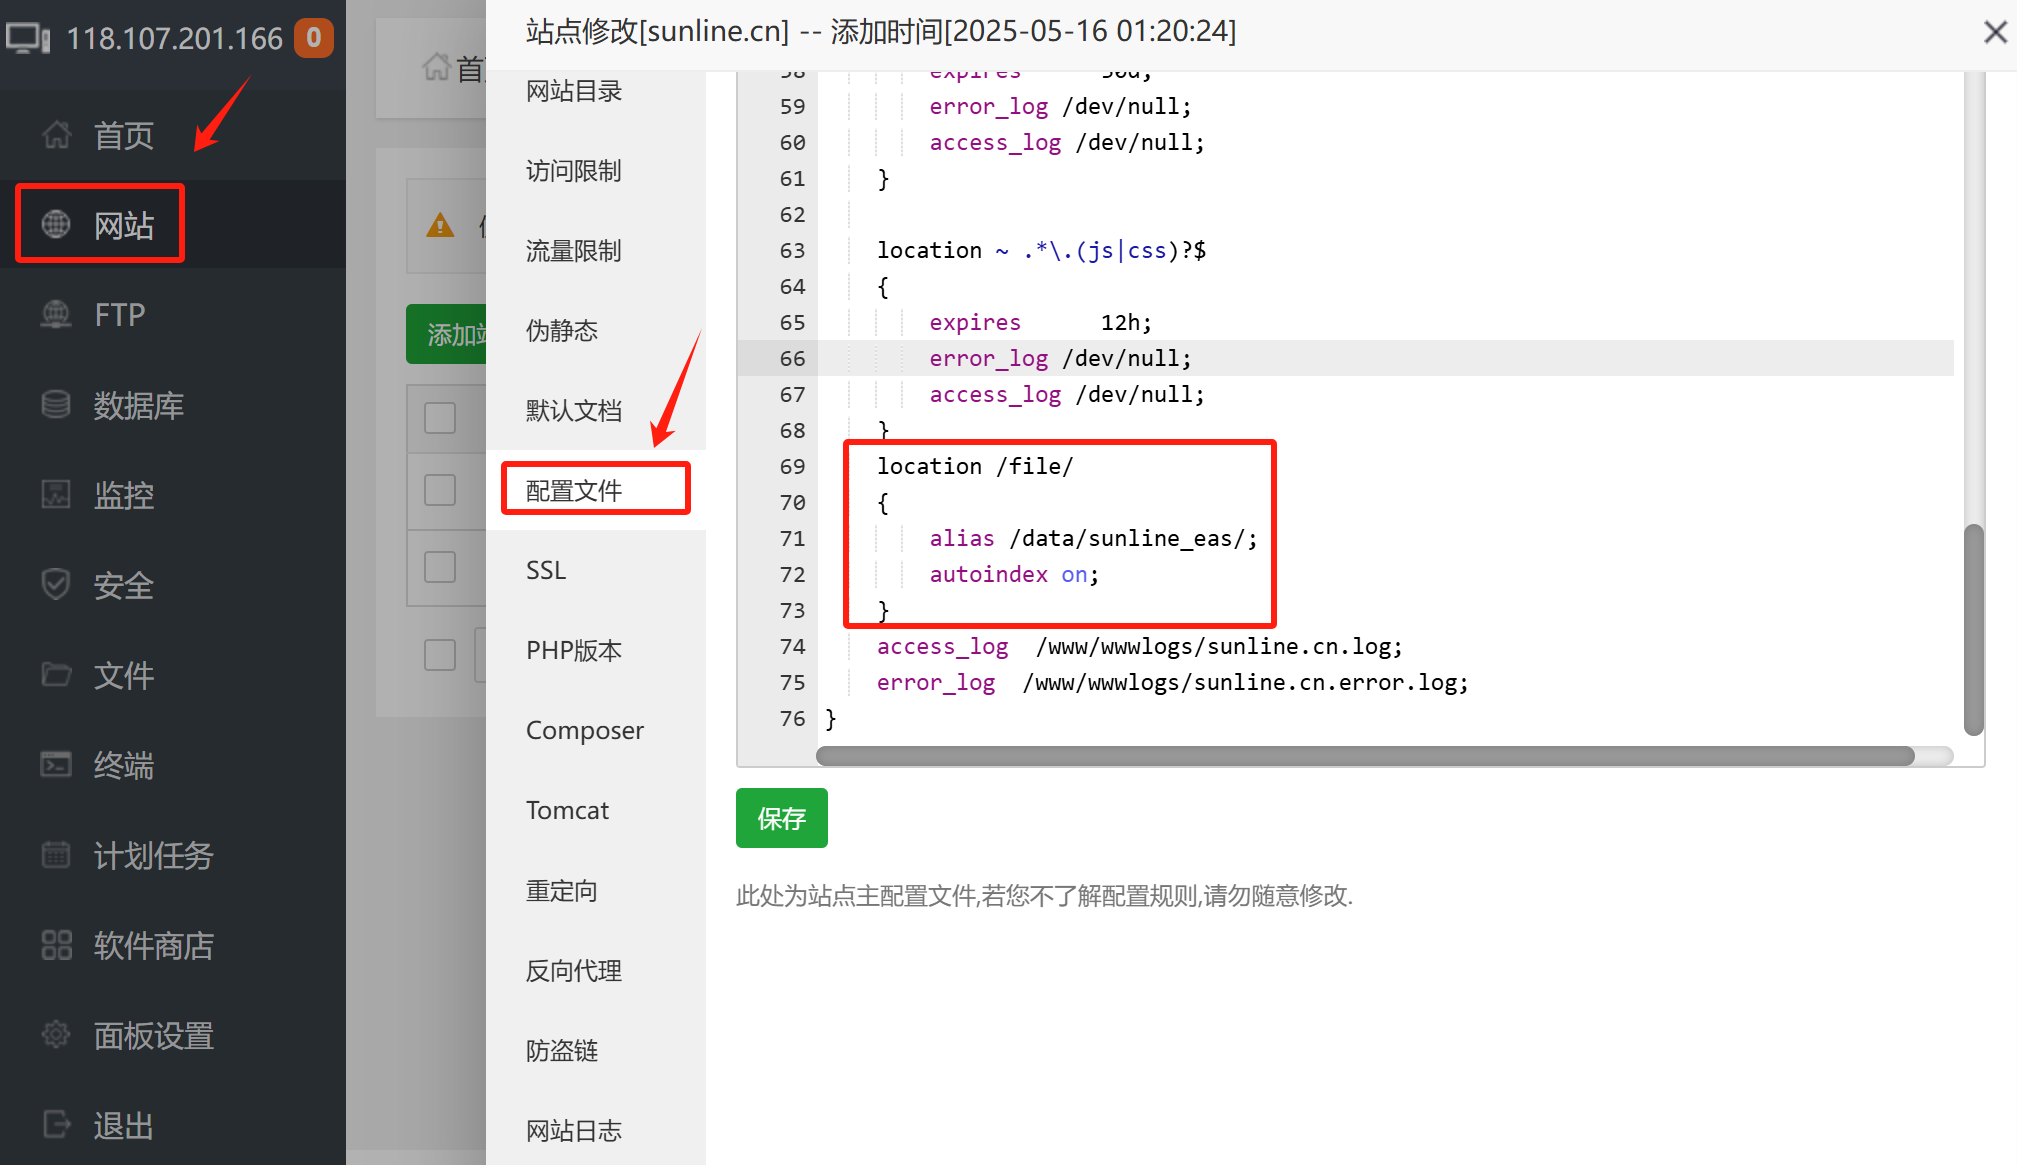 118.107.201.166 0
首页
网站
FTP
数据库
监控
安全
文件
终端
计划任务
软件商店
面板设置
退出
首
添加
站点修改[sunline.cn] -- 添加时间[2025-05-16 01:20:24]
网站目录
访问限制
流量限制
伪静态
默认文档
配置文件
SSL
PHP版本
Composer
Tomcat
重定向
反向代理
防盗链
网站日志
58 expires 30d;
59 error_log /dev/null;
60 access_log /dev/null;
61 }
62
63 location ~ .*\.(js|css)?$
64 {
65 expires 12h;
66 error_log /dev/null;
67 access_log /dev/null;
68 }
69 location /file/
70 {
71 alias /data/sunline_eas/;
72 autoindex on;
73 }
74 access_log /www/wwwlogs/sunline.cn.log;
75 error_log /www/wwwlogs/sunline.cn.error.log;
76 }
保存
此处为站点主配置文件,若您不了解配置规则,请勿随意修改.